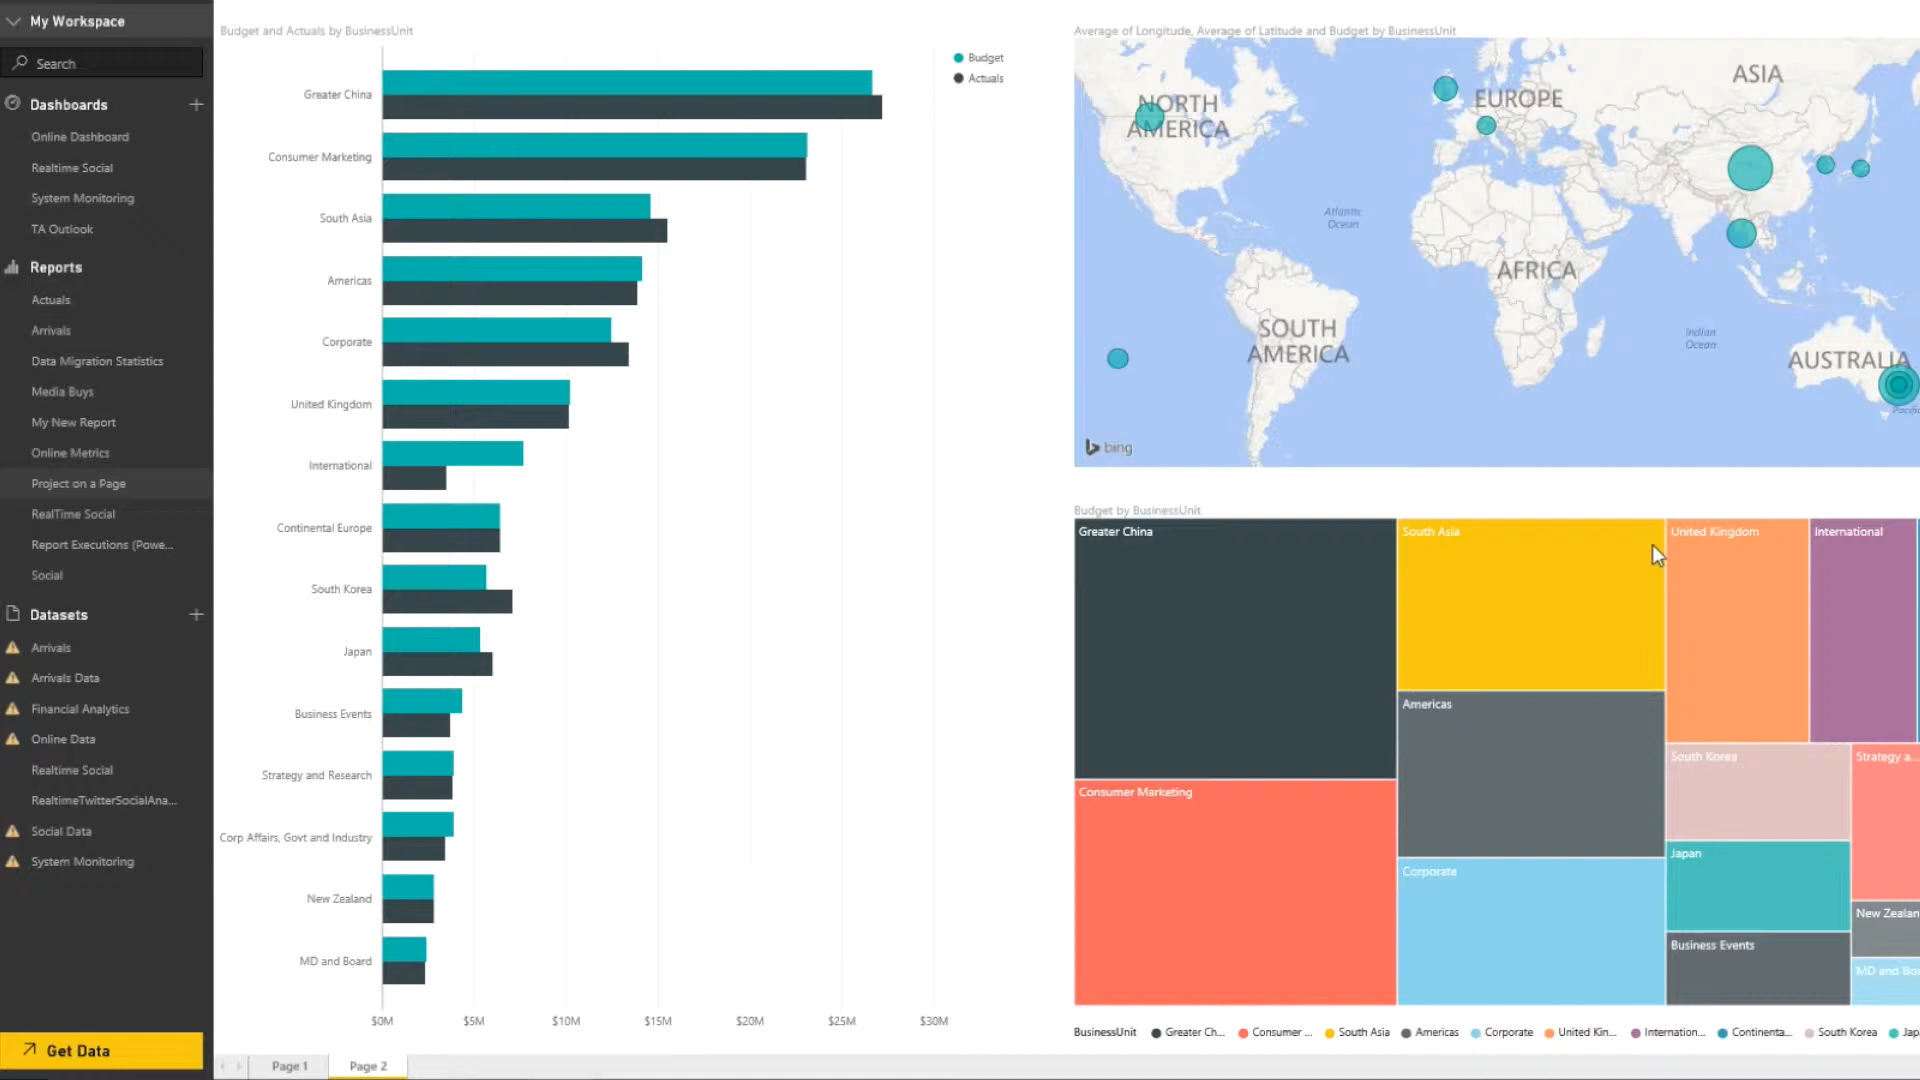 My Workspace
Search
Dashboards
Online Dashboard
Realtime Social
System Monitoring
TA Outlook
Reports
Actuals
Arrivals
Data Migration Statistics
Media Buys
My New Report
Online Metrics
Project on a Page
RealTime Social
Report Executions (Powe...
Social
Datasets
Arrivals
Arrivals Data
Financial Analytics
Online Data
Realtime Social
RealtimeTwitterSocialAna...
Social Data
System Monitoring
Get Data
Budget and Actuals by BusinessUnit
Budget
Actuals
Greater China
Consumer Marketing
South Asia
Americas
Corporate
United Kingdom
International
Continental Europe
South Korea
Japan
Business Events
Strategy and Research
Corp Affairs, Govt and Industry
New Zealand
MD and Board
$0M $5M $10M $15M $20M $25M $30M
Page 1 Page 2
Average of Longitude, Average of Latitude and Budget by BusinessUnit
NORTH
AMERICA
EUROPE
ASIA
Atlantic
Ocean
AFRICA
SOUTH
AMERICA
Indian
Ocean
AUSTRALIA
Pacific
bing
Budget by BusinessUnit
Greater China
South Asia
United Kingdom
International
Americas
South Korea
Strategy a...
Consumer Marketing
Japan
Corporate
New Zealan
Business Events
MD and Boa
BusinessUnit Greater Ch... Consumer ... South Asia Americas Corporate United Kin... Internation... Continenta... South Korea Jap